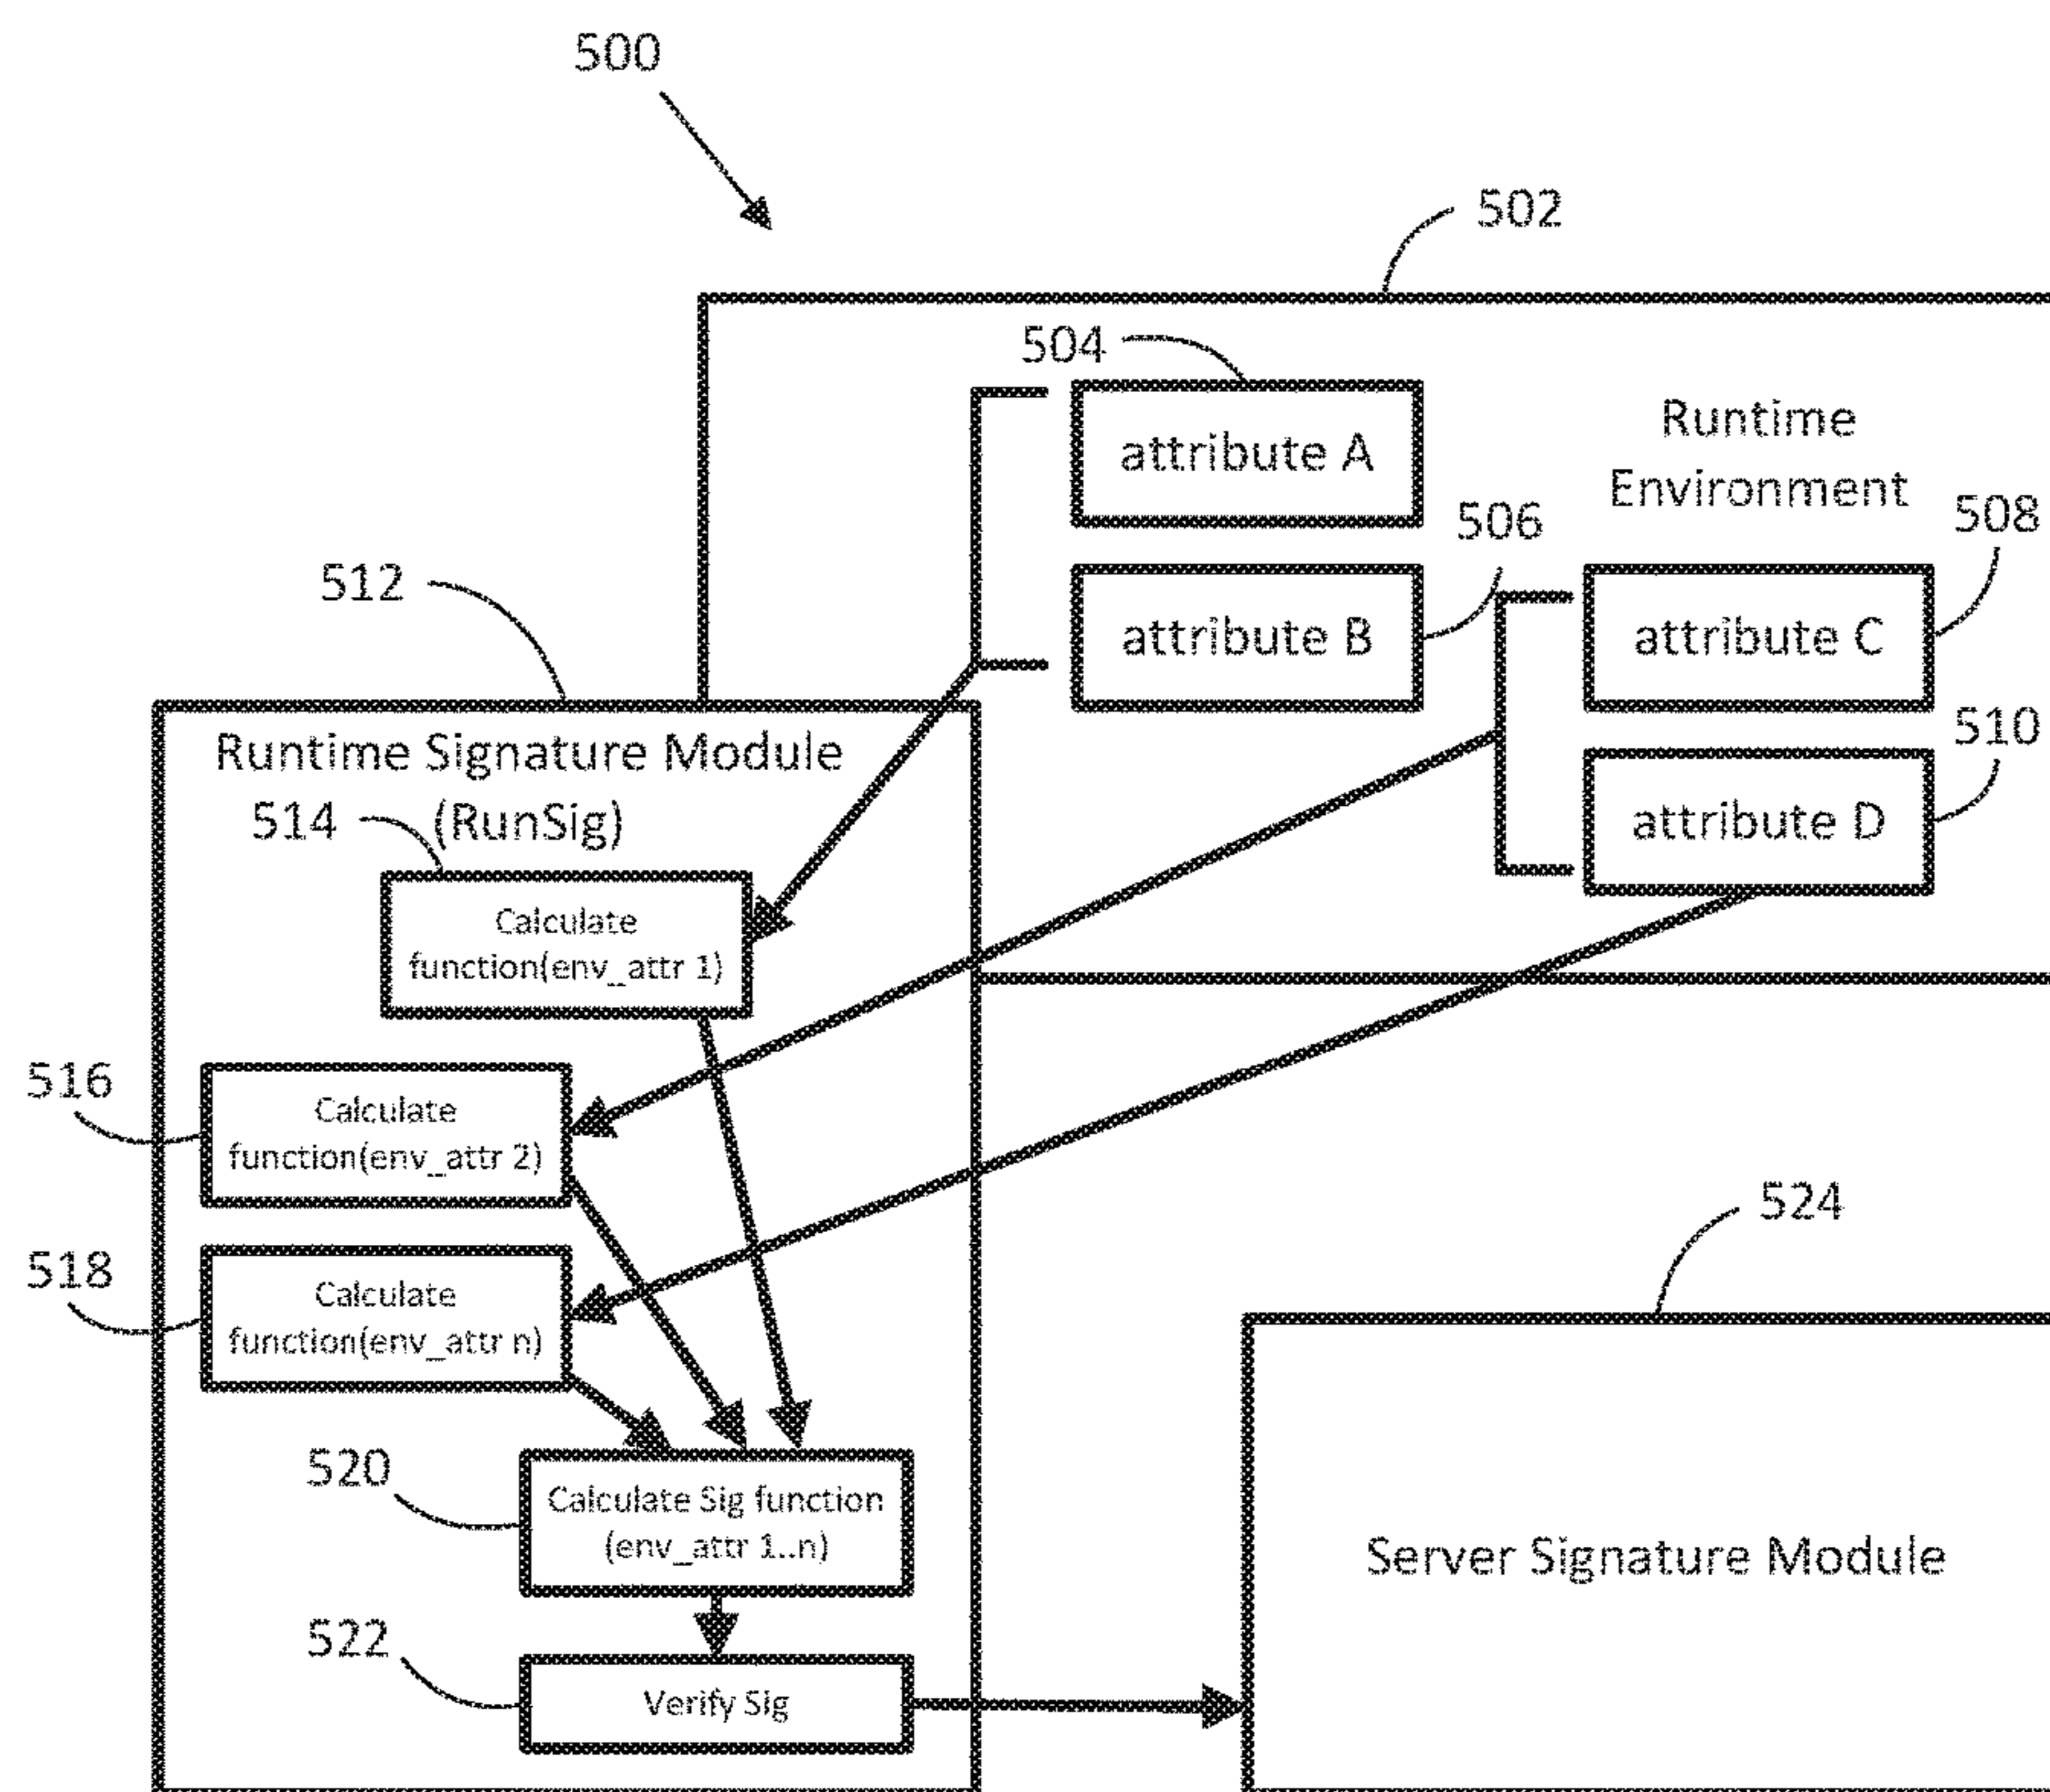 500
502
504
attribute A
Runtime
Environment
506
508
512
attribute B
attribute C
510
Runtime Signature Module
514
(RunSig)
attribute D
Calculate
function(env_attr 1)
516
Calculate
function(env_attr 2)
524
518
Calculate
function(env_attr n)
520
Calculate Sig function
(env_attr 1..n)
Server Signature Module
522
Verify Sig